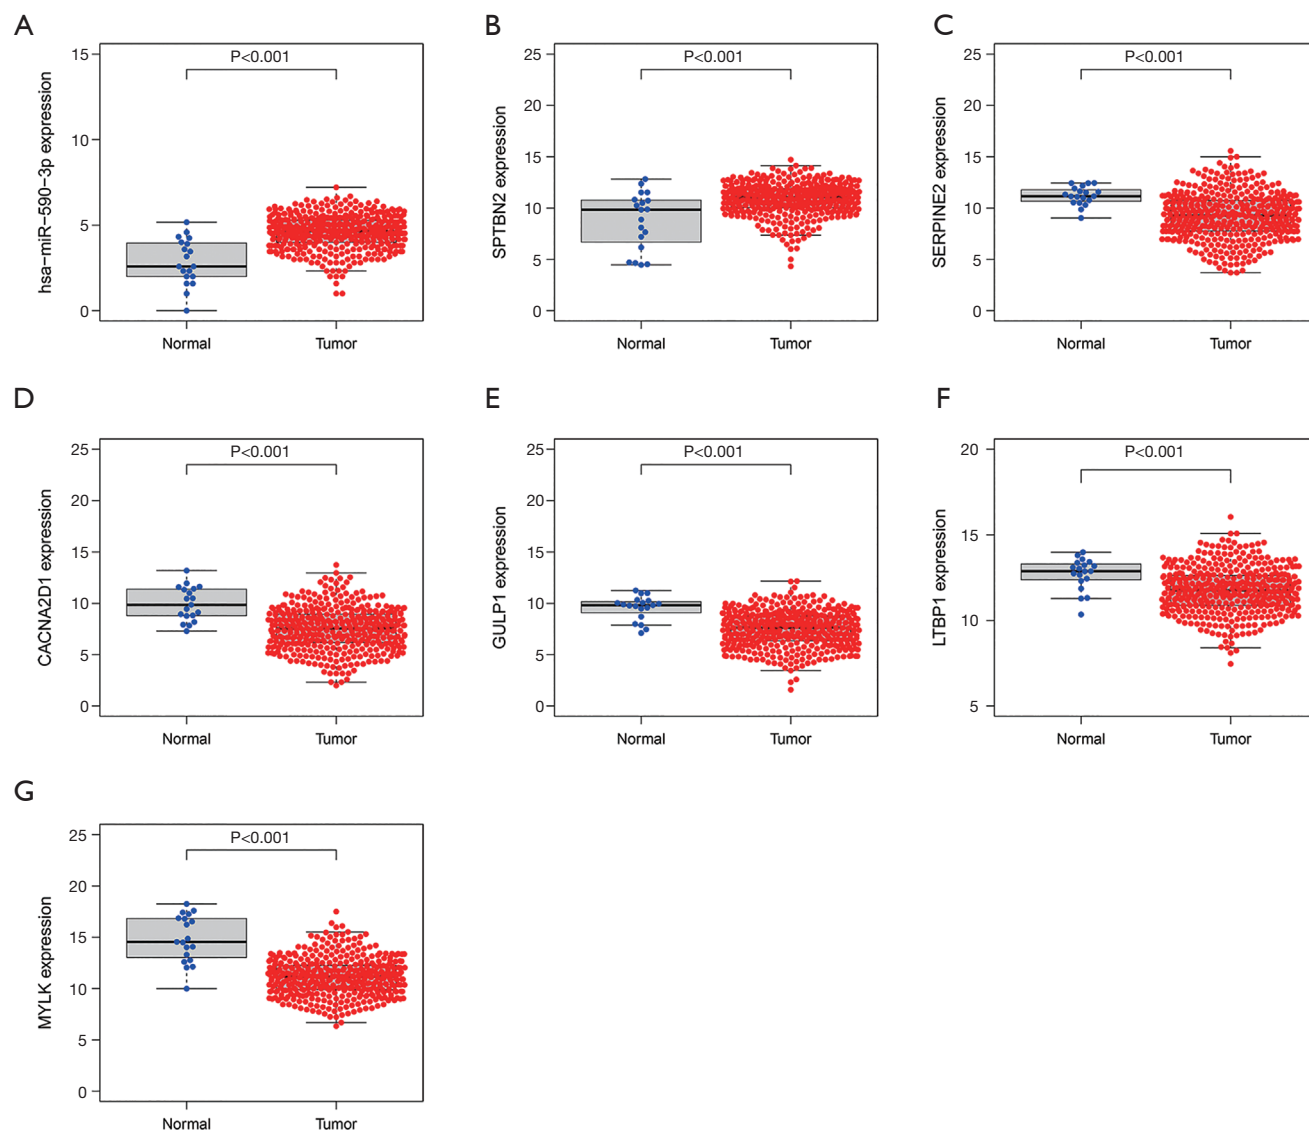 A
hsa-miR-590-3p expression
15
10
5
0
P<0.001
Normal Tumor
B
SPTBN2 expression
25
20
15
10
5
0
P<0.001
Normal Tumor
C
SERPINE2 expression
25
20
15
10
5
0
P<0.001
Normal Tumor
D
CACNA2D1 expression
25
20
15
10
5
0
P<0.001
Normal Tumor
E
GULP1 expression
25
20
15
10
5
0
P<0.001
Normal Tumor
F
LTBP1 expression
20
15
10
5
P<0.001
Normal Tumor
G
MYLK expression
25
20
15
10
5
0
P<0.001
Normal Tumor